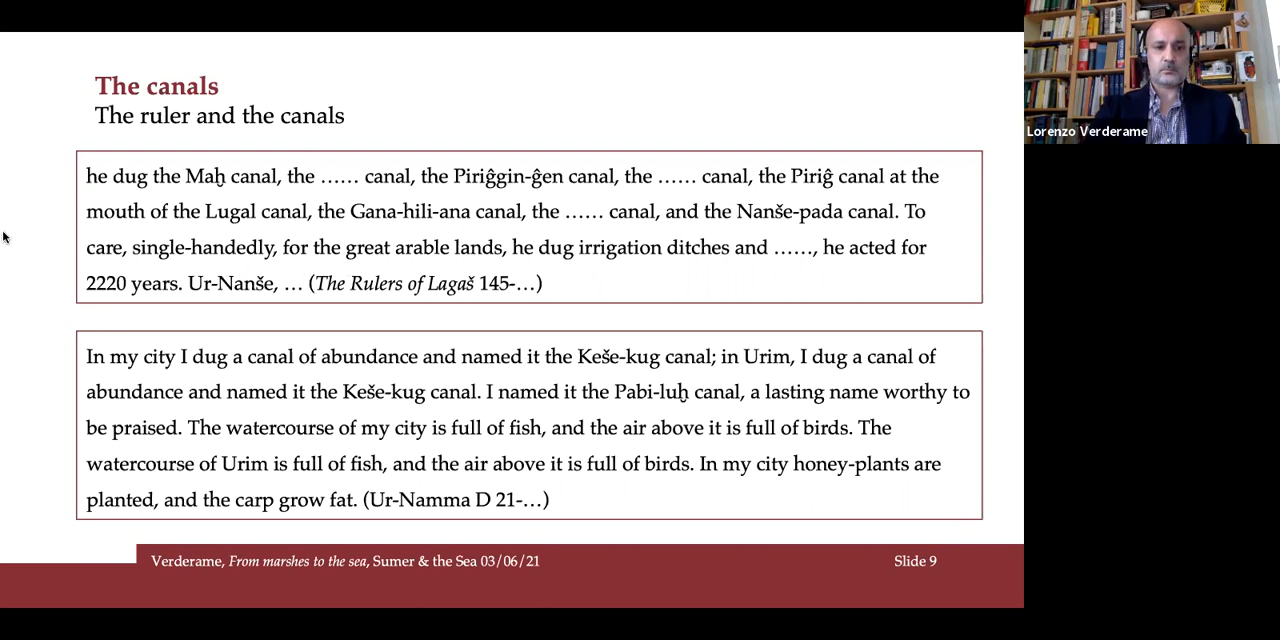 The canals
The ruler and the canals
he dug the Maḫ canal, the …… canal, the Piriĝgin-ĝen canal, the …… canal, the Piriĝ canal at the
mouth of the Lugal canal, the Gana-hili-ana canal, the …… canal, and the Nanše-pada canal. To
care, single-handedly, for the great arable lands, he dug irrigation ditches and ……, he acted for
2220 years. Ur-Nanše, … (The Rulers of Lagaš 145-…)
In my city I dug a canal of abundance and named it the Keše-kug canal; in Urim, I dug a canal of
abundance and named it the Keše-kug canal. I named it the Pabi-luḫ canal, a lasting name worthy to
be praised. The watercourse of my city is full of fish, and the air above it is full of birds. The
watercourse of Urim is full of fish, and the air above it is full of birds. In my city honey-plants are
planted, and the carp grow fat. (Ur-Namma D 21-…)
Verderame, From marshes to the sea, Sumer & the Sea 03/06/21
Slide 9
Lorenzo Verderame